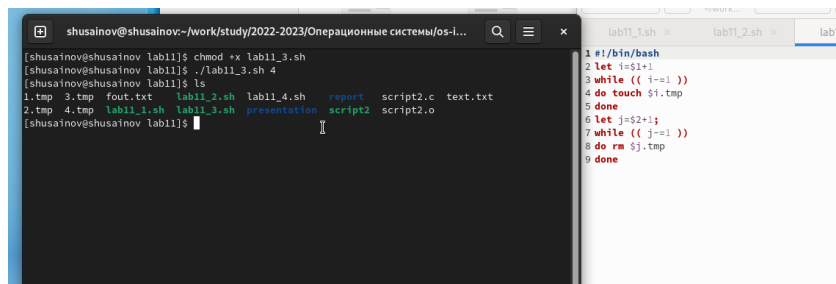 shusainov@shusainov:~/work/study/2022-2023/Операционные системы/os-i...
[shusainov@shusainov lab11]$ chmod +x lab11_3.sh
[shusainov@shusainov lab11]$ ./lab11_3.sh 4
[shusainov@shusainov lab11]$ ls
1.tmp 3.tmp fout.txt lab11_2.sh lab11_4.sh report script2.c text.txt
2.tmp 4.tmp lab11_1.sh lab11_3.sh presentation script2 script2.o
[shusainov@shusainov lab11]$
lab11_1.sh × lab11_2.sh ×
1 #!/bin/bash
2 let i=$1+1
3 while (( i-=1 ))
4 do touch $i.tmp
5 done
6 let j=$2+1;
7 while (( j-=1 ))
8 do rm $j.tmp
9 done